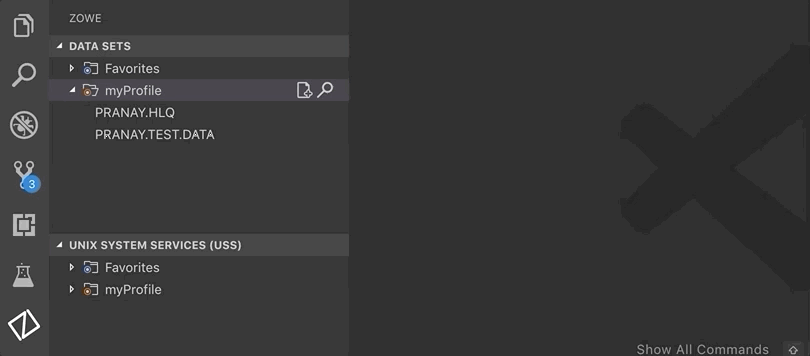 ZOWE
DATA SETS
Favorites
myProfile
PRANAY.HLQ
PRANAY.TEST.DATA
3
UNIX SYSTEM SERVICES (USS)
Favorites
myProfile
Show All Commands